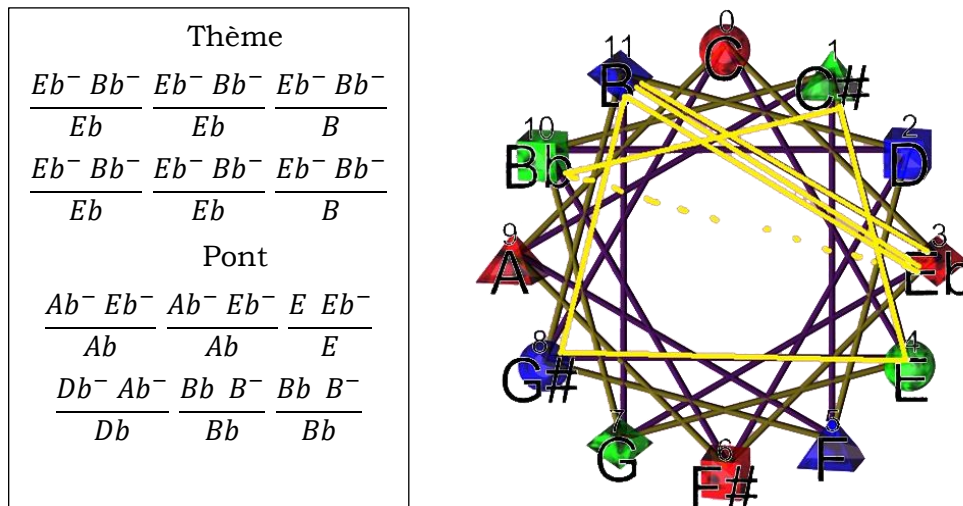 Thème
Eb⁻ Bb⁻ Eb⁻ Bb⁻ Eb⁻ Bb⁻
Eb Eb B
Eb⁻ Bb⁻ Eb⁻ Bb⁻ Eb⁻ Bb⁻
Eb Eb B
Pont
Ab⁻ Eb⁻ Ab⁻ Eb⁻ E Eb⁻
Ab Ab E
Db⁻ Ab⁻ Bb B⁻ Bb B⁻
Db Bb Bb
0
C
1
C#
2
D
3
Eb
4
E
5
F
6
F#
7
G
8
G#
9
A
10
Bb
11
B